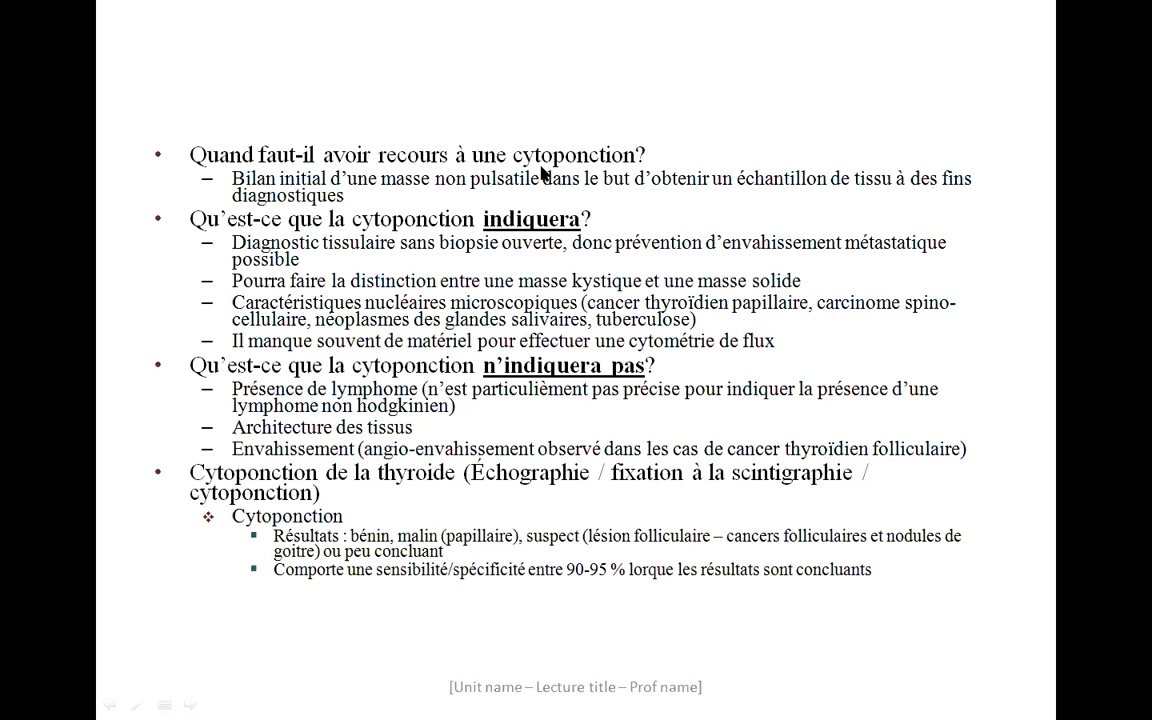 • Quand faut-il avoir recours à une cytoponction?
– Bilan initial d’une masse non pulsatile dans le but d’obtenir un échantillon de tissu à des fins
diagnostiques
• Qu’est-ce que la cytoponction indiquera?
– Diagnostic tissulaire sans biopsie ouverte, donc prévention d’envahissement métastatique
possible
– Pourra faire la distinction entre une masse kystique et une masse solide
– Caractéristiques nucléaires microscopiques (cancer thyroïdien papillaire, carcinome spino-
cellulaire, néoplasmes des glandes salivaires, tuberculose)
– Il manque souvent de matériel pour effectuer une cytométrie de flux
• Qu’est-ce que la cytoponction n’indiquera pas?
– Présence de lymphome (n’est particulièment pas précise pour indiquer la présence d’une
lymphome non hodgkinien)
– Architecture des tissus
– Envahissement (angio-envahissement observé dans les cas de cancer thyroïdien folliculaire)
• Cytoponction de la thyroide (Échographie / fixation à la scintigraphie /
cytoponction)
❖ Cytoponction
▪ Résultats : bénin, malin (papillaire), suspect (lésion folliculaire – cancers folliculaires et nodules de
goitre) ou peu concluant
▪ Comporte une sensibilité/spécificité entre 90-95 % lorque les résultats sont concluants
[Unit name – Lecture title – Prof name]